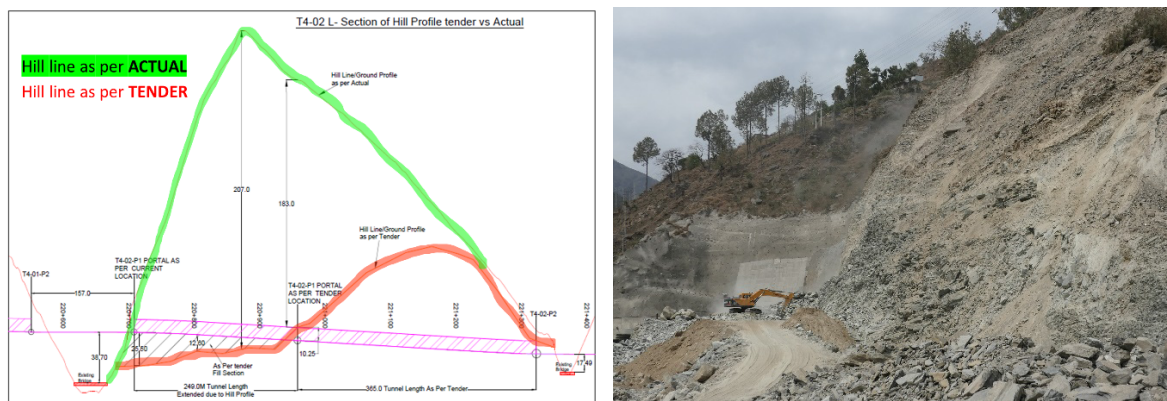 T4-02 L- Section of Hill Profile tender vs Actual
Hill line as per ACTUAL
Hill line as per TENDER
Hill Line/Ground Profile
as per Actual
207.0
183.0
Hill Line/Ground Profile
as per Tender
T4-02-P1 PORTAL AS
PER CURRENT
LOCATION
T4-02-P1 PORTAL
AS PER TENDER
LOCATION
T4-01-P2
157.0
T4-02-P2
220+600
220+700
220+800
220+900
221+000
221+100
221+200
221+300
221+400
38.70
25.60
12.60
10.25
17.49
As Per tender
Fill Section
Existing
Bridge
Existing
Bridge
249.0M Tunnel Length
Extended due to Hill Profile
365.0 Tunnel Length As Per Tender